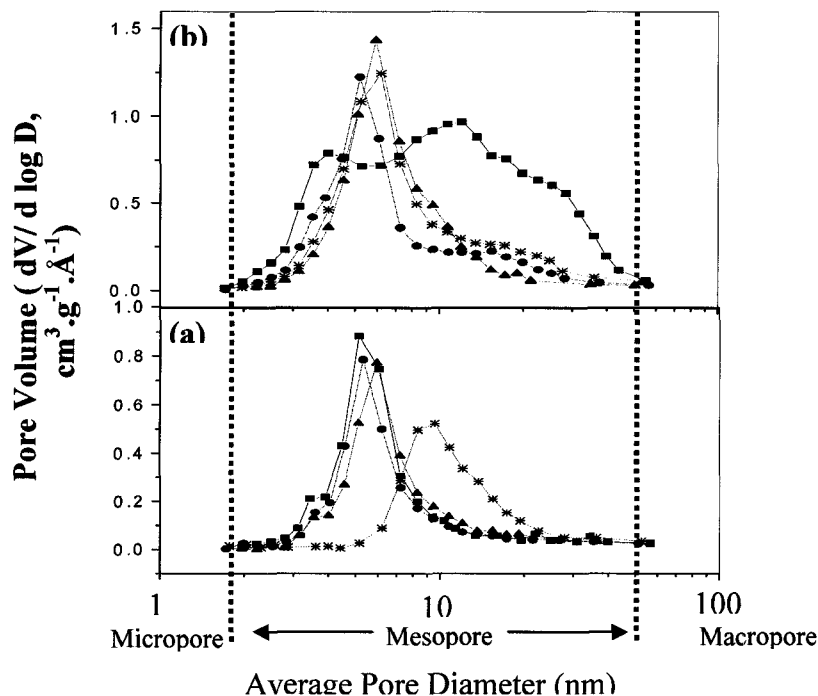 (b)
1.5
1.0
0.5
0.0
1.0
(a)
0.8
0.6
0.4
0.2
0.0
Pore Volume ( dV/ d log D,
cm³.g⁻¹.Å⁻¹)
1 10 100
Micropore Mesopore Macropore
Average Pore Diameter (nm)